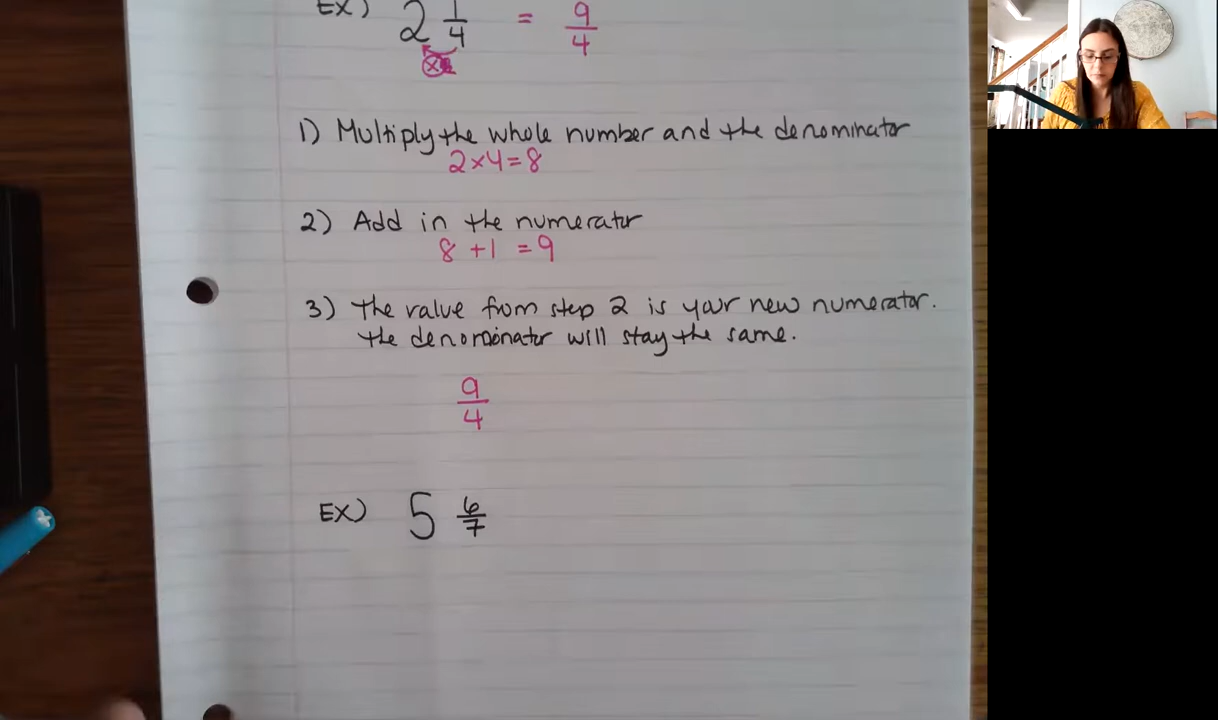 EX) 2 1/4 = 9/4
x
1) Multiply the whole number and the denominator
2x4=8
2) Add in the numerator
8 +1 = 9
3) The value from step 2 is your new numerator.
The denominator will stay the same.
9/4
EX) 5 6/7